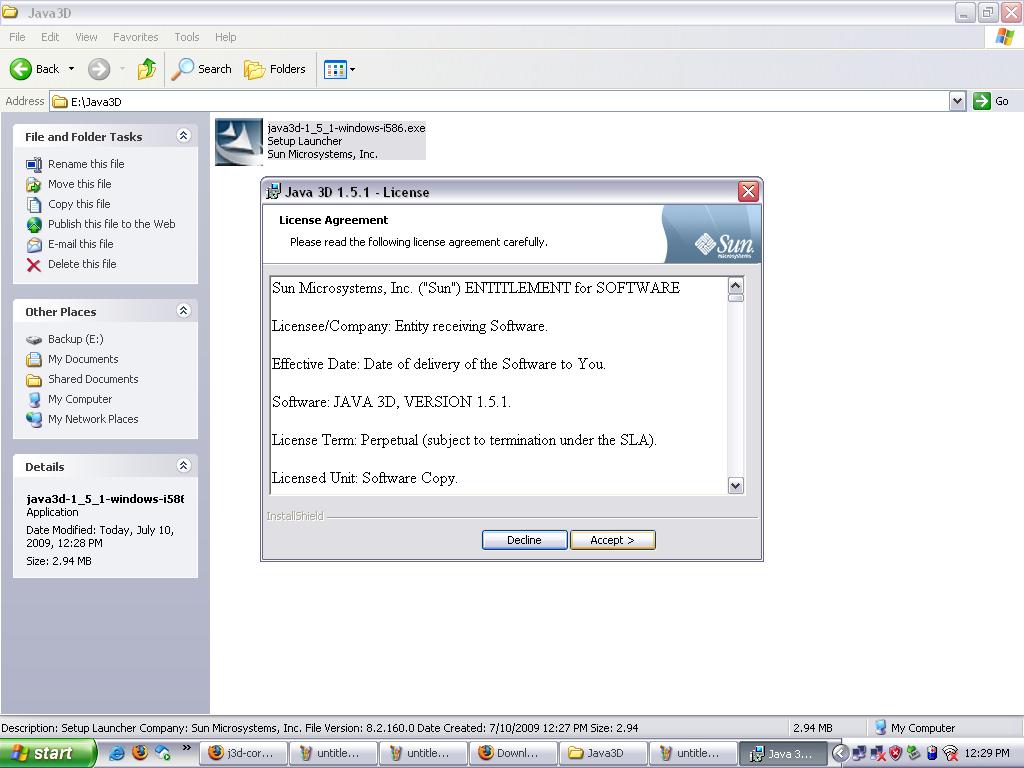 Java3D
File Edit View Favorites Tools Help
Back Search Folders
Address E:\Java3D Go
File and Folder Tasks
Rename this file
Move this file
Copy this file
Publish this file to the Web
E-mail this file
Delete this file
Other Places
Backup (E:)
My Documents
Shared Documents
My Computer
My Network Places
Details
java3d-1_5_1-windows-i586
Application
Date Modified: Today, July 10,
2009, 12:28 PM
Size: 2.94 MB
java3d-1_5_1-windows-i586.exe
Setup Launcher
Sun Microsystems, Inc.
Java 3D 1.5.1 - License
License Agreement
Please read the following license agreement carefully.
Sun
microsystems
Sun Microsystems, Inc. ("Sun") ENTITLEMENT for SOFTWARE
Licensee/Company: Entity receiving Software.
Effective Date: Date of delivery of the Software to You.
Software: JAVA 3D, VERSION 1.5.1.
License Term: Perpetual (subject to termination under the SLA).
Licensed Unit: Software Copy.
InstallShield
Decline Accept >
Description: Setup Launcher Company: Sun Microsystems, Inc. File Version: 8.2.160.0 Date Created: 7/10/2009 12:27 PM Size: 2.94 2.94 MB My Computer
start » j3d-cor... untitle... untitle... Downl... Java3D untitle... Java 3... 12:29 PM